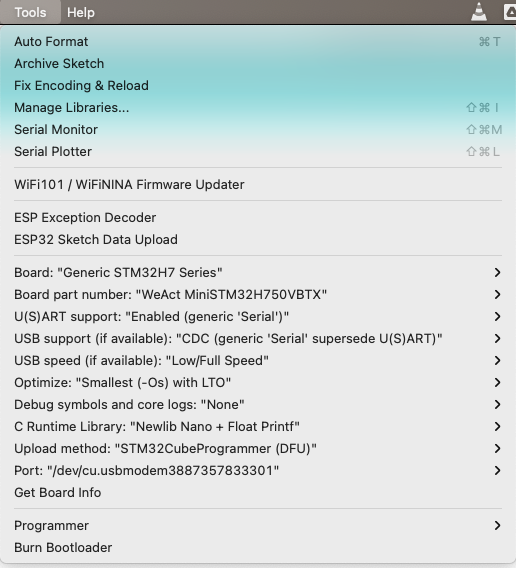 Tools Help
Auto Format ⌘ T
Archive Sketch
Fix Encoding & Reload
Manage Libraries... ⇧⌘ I
Serial Monitor ⇧⌘M
Serial Plotter ⇧⌘ L
WiFi101 / WiFiNINA Firmware Updater
ESP Exception Decoder
ESP32 Sketch Data Upload
Board: "Generic STM32H7 Series"
Board part number: "WeAct MiniSTM32H750VBTX"
U(S)ART support: "Enabled (generic 'Serial')"
USB support (if available): "CDC (generic 'Serial' supersede U(S)ART)"
USB speed (if available): "Low/Full Speed"
Optimize: "Smallest (-Os) with LTO"
Debug symbols and core logs: "None"
C Runtime Library: "Newlib Nano + Float Printf"
Upload method: "STM32CubeProgrammer (DFU)"
Port: "/dev/cu.usbmodem3887357833301"
Get Board Info
Programmer
Burn Bootloader